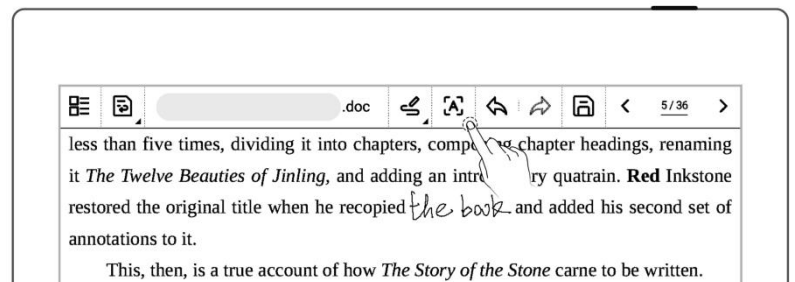 .doc 5/36
less than five times, dividing it into chapters, chapter headings, renaming
it The Twelve Beauties of Jinling, and adding an quatrain. Red Inkstone
restored the original title when he recopied the book and added his second set of
annotations to it.
This, then, is a true account of how The Story of the Stone carne to be written.